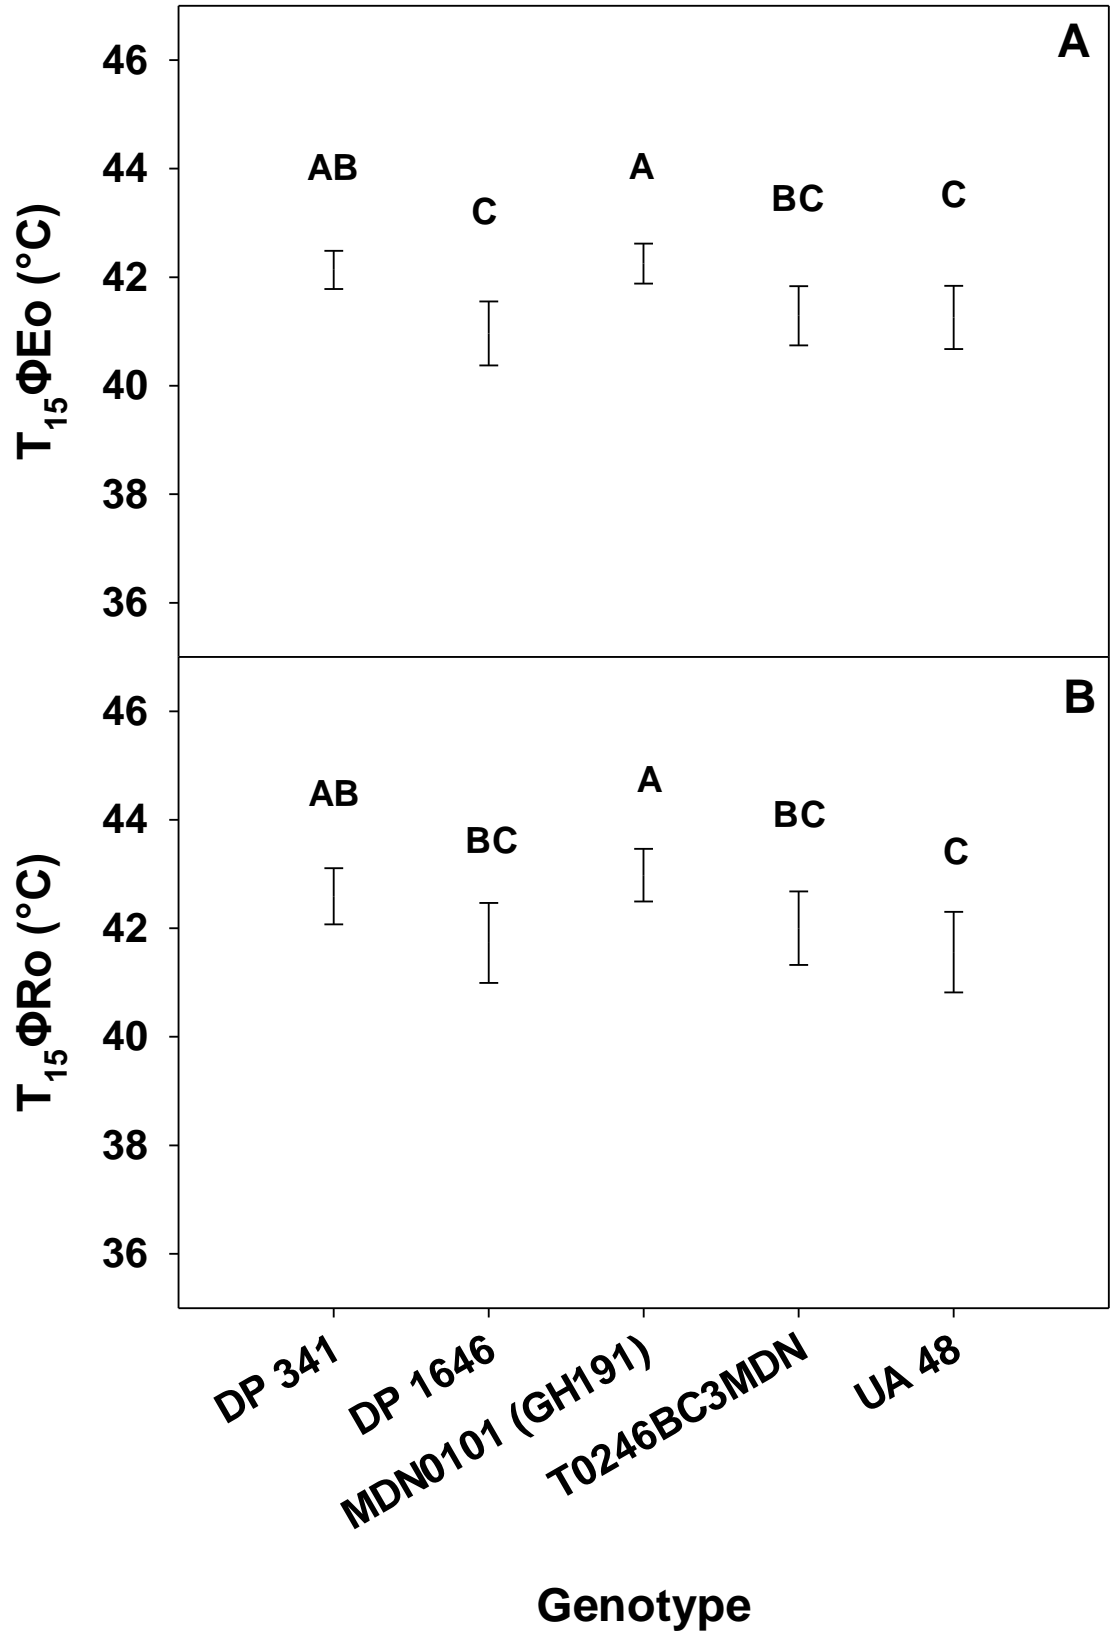 A
46
44
42
40
38
36
T15ΦEo (°C)
AB
C
A
BC
C
B
46
44
42
40
38
36
T15ΦRo (°C)
AB
BC
A
BC
C
DP 341
DP 1646
MDN0101 (GH191)
T0246BC3MDN
UA 48
Genotype